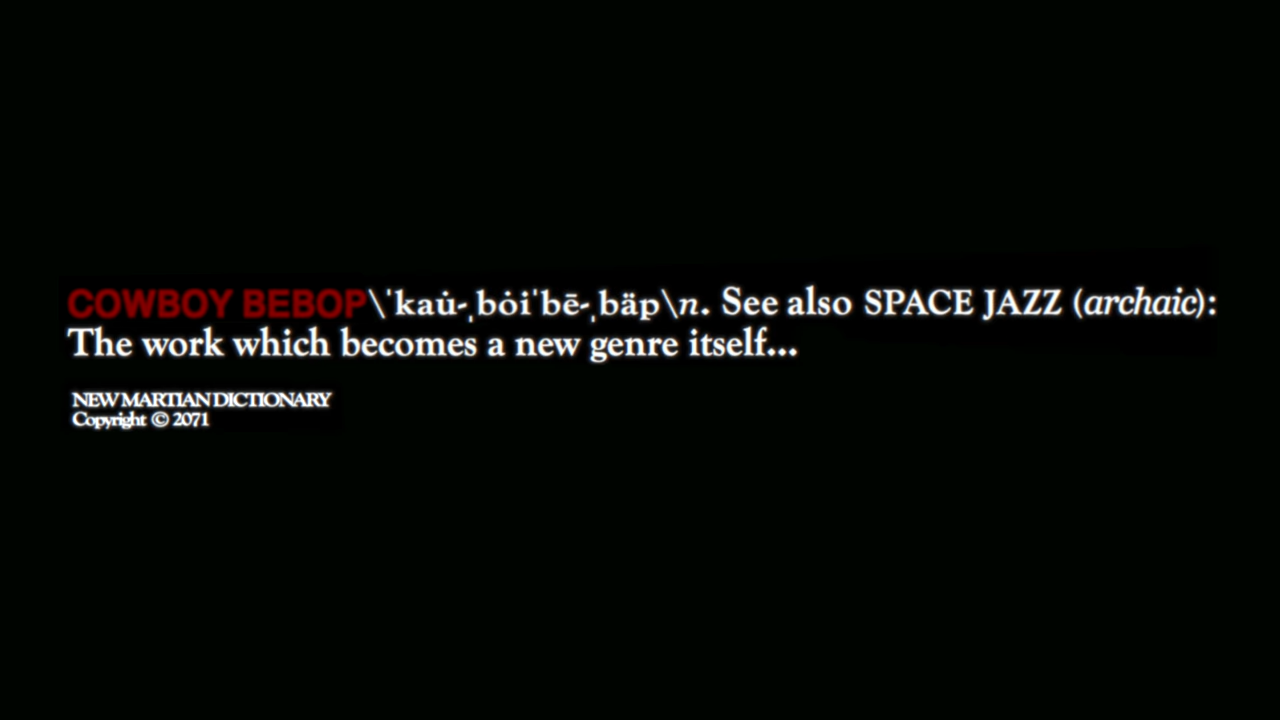 COWBOY BEBOP\ˈkau̇-ˌbȯiˈbē-ˌbäp\n. See also SPACE JAZZ (archaic):
The work which becomes a new genre itself...
NEW MARTIAN DICTIONARY
Copyright © 2071